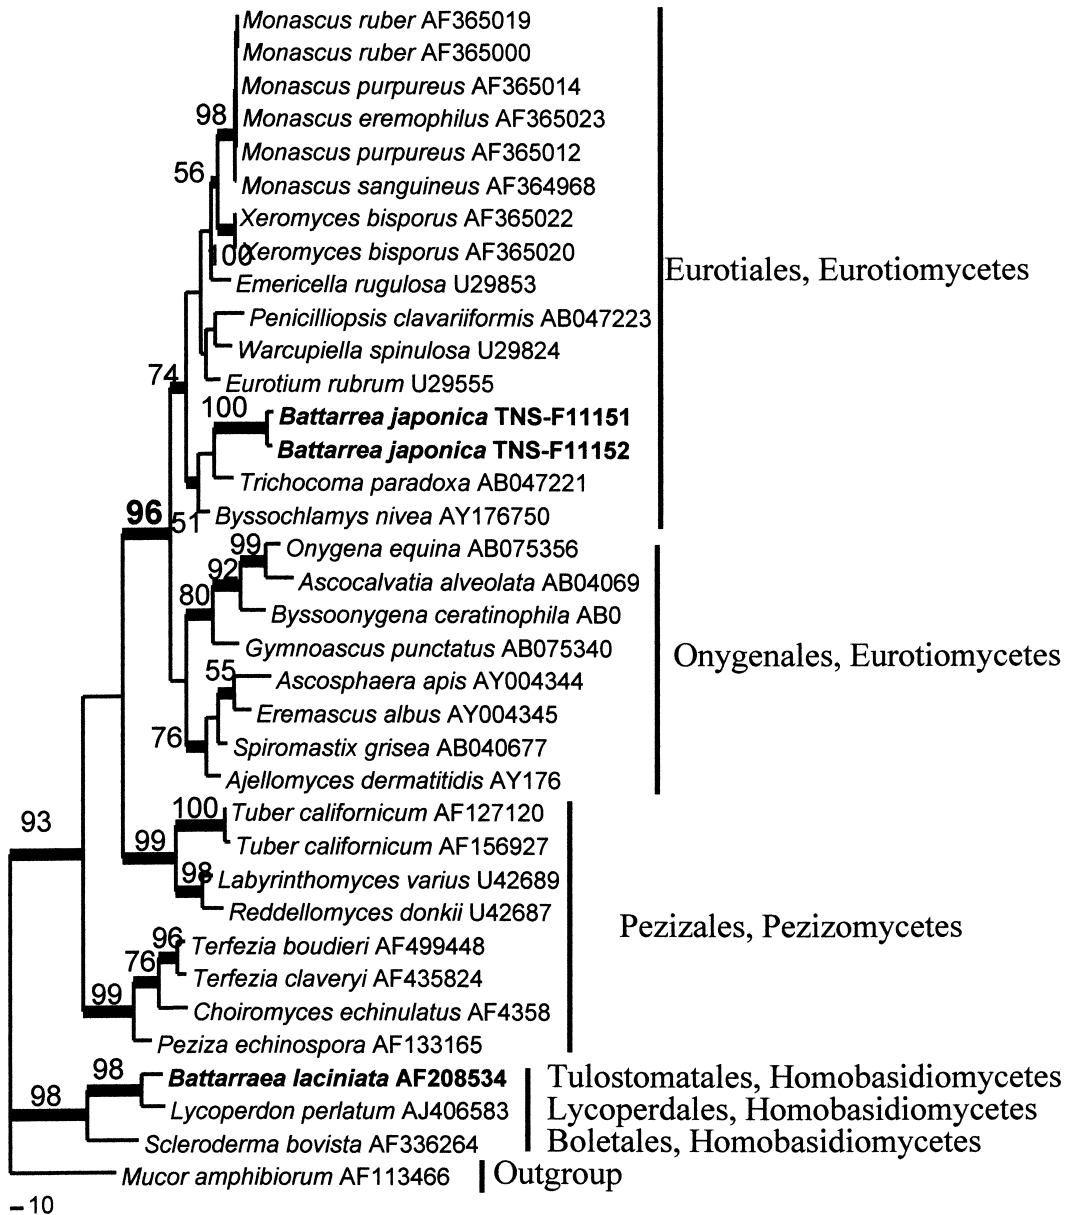 Monascus ruber AF365019
Monascus ruber AF365000
Monascus purpureus AF365014
98
Monascus eremophilus AF365023
Monascus purpureus AF365012
56
Monascus sanguineus AF364968
Xeromyces bisporus AF365022
100
Xeromyces bisporus AF365020
Eurotiales, Eurotiomycetes
Emericella rugulosa U29853
Penicilliopsis clavariiformis AB047223
Warcupiella spinulosa U29824
74
Eurotium rubrum U29555
100
Battarrea japonica TNS-F11151
Battarrea japonica TNS-F11152
Trichocoma paradoxa AB047221
96
51
Byssochlamys nivea AY176750
99
Onygena equina AB075356
92
Ascocalvatia alveolata AB04069
80
Byssoonygena ceratinophila AB0
Gymnoascus punctatus AB075340
Onygenales, Eurotiomycetes
55
Ascosphaera apis AY004344
Eremascus albus AY004345
76
Spiromastix grisea AB040677
Ajellomyces dermatitidis AY176
100
Tuber californicum AF127120
93
99
Tuber californicum AF156927
98
Labyrinthomyces varius U42689
Reddellomyces donkii U42687
Pezizales, Pezizomycetes
96
Terfezia boudieri AF499448
76
Terfezia claveryi AF435824
99
Choiromyces echinulatus AF4358
Peziza echinospora AF133165
98
Battarraea laciniata AF208534
Tulostomatales, Homobasidiomycetes
98
Lycoperdon perlatum AJ406583
Lycoperdales, Homobasidiomycetes
Scleroderma bovista AF336264
Boletales, Homobasidiomycetes
Mucor amphibiorum AF113466
Outgroup
10